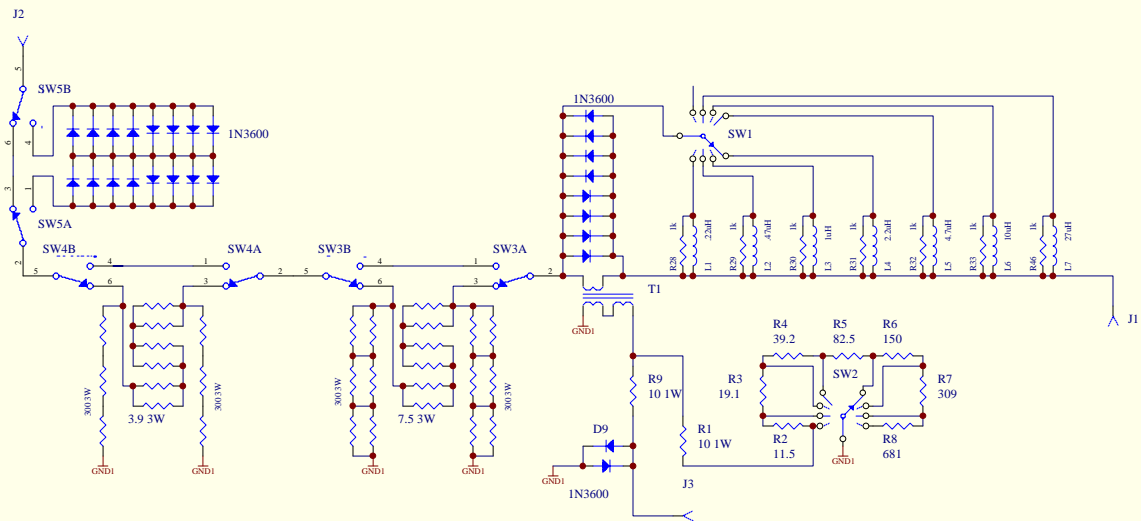 J2
5
SW5B
6
4
1N3600
3
1
SW5A
2
SW4B
5
4
6
SW4A
1
3
2
SW3B
5
4
6
SW3A
1
3
2
300 3W
3.9 3W
300 3W
GND1
GND1
300 3W
7.5 3W
300 3W
GND1
GND1
1N3600
SW1
1k
.22uH
R28
L1
1k
.47uH
R29
L2
1k
1uH
R30
L3
1k
2.2uH
R31
L4
1k
4.7uH
R32
L5
1k
10uH
R33
L6
1k
27uH
R46
L7
T1
GND1
J1
R9
10 1W
R1
10 1W
D9
GND1
1N3600
J3
R4
39.2
R5
82.5
R6
150
R3
19.1
SW2
R7
309
R2
11.5
GND1
R8
681